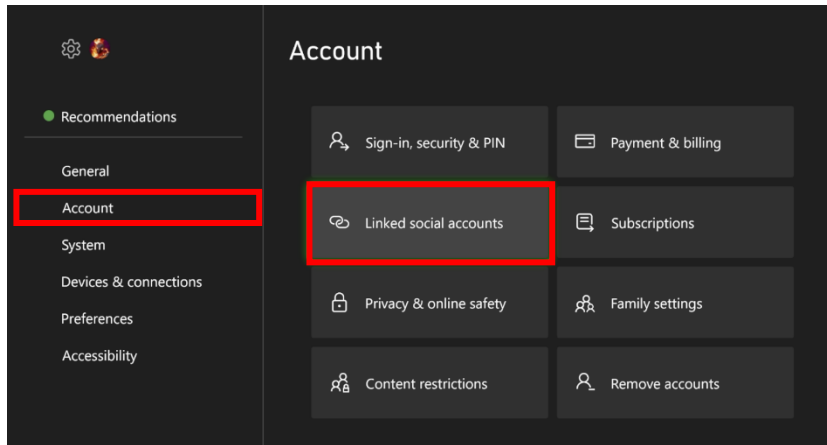 Account
Recommendations
General
Account
System
Devices & connections
Preferences
Accessibility
Sign-in, security & PIN
Payment & billing
Linked social accounts
Subscriptions
Privacy & online safety
Family settings
Content restrictions
Remove accounts